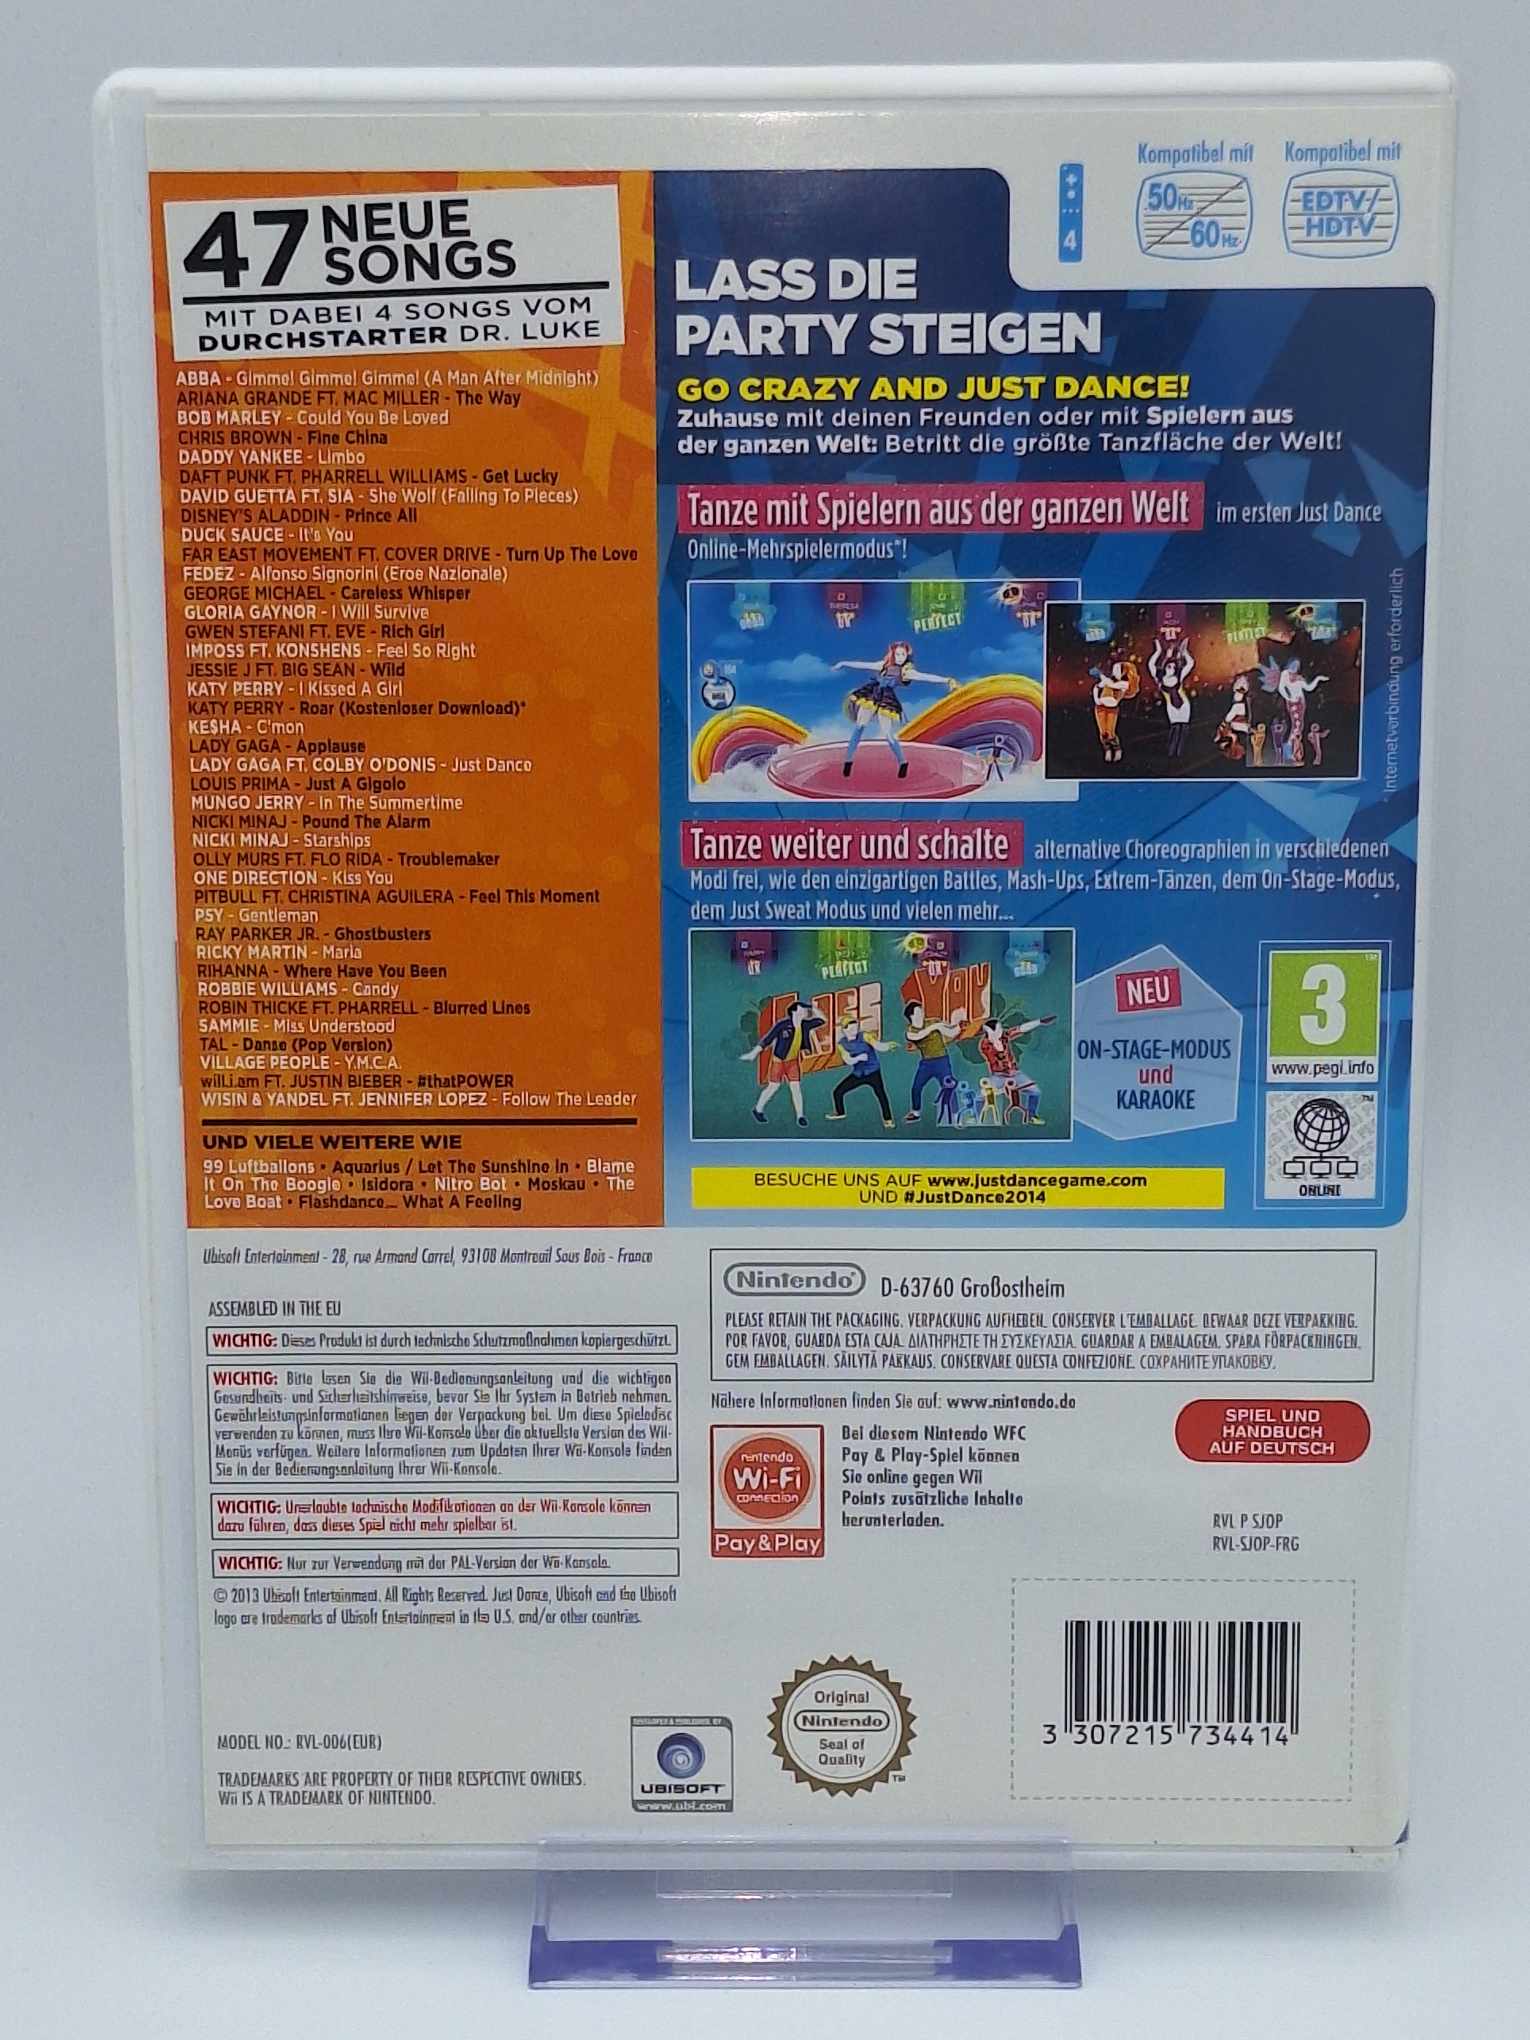 47 NEUE SONGS
MIT DABEI 4 SONGS VOM
DURCHSTARTER DR. LUKE
ABBA - Gimme! Gimme! Gimme! (A Man After Midnight)
ARIANA GRANDE FT. MAC MILLER - The Way
BOB MARLEY - Could You Be Loved
CHRIS BROWN - Fine China
DADDY YANKEE - Limbo
DAFT PUNK FT. PHARRELL WILLIAMS - Get Lucky
DAVID GUETTA FT. SIA - She Wolf (Falling To Pieces)
DISNEY'S ALADDIN - Prince Ali
DUCK SAUCE - It's You
FAR EAST MOVEMENT FT. COVER DRIVE - Turn Up The Love
FEDEZ - Alfonso Signorini (Eroe Nazionale)
GEORGE MICHAEL - Careless Whisper
GLORIA GAYNOR - I Will Survive
GWEN STEFANI FT. EVE - Rich Girl
IMPOSS FT. KONSHENS - Feel So Right
JESSIE J FT. BIG SEAN - Wild
KATY PERRY - I Kissed A Girl
KATY PERRY - Roar (Kostenloser Download)*
KE$HA - C'mon
LADY GAGA - Applause
LADY GAGA FT. COLBY O'DONIS - Just Dance
LOUIS PRIMA - Just A Gigolo
MUNGO JERRY - In The Summertime
NICKI MINAJ - Pound The Alarm
NICKI MINAJ - Starships
OLLY MURS FT. FLO RIDA - Troublemaker
ONE DIRECTION - Kiss You
PITBULL FT. CHRISTINA AGUILERA - Feel This Moment
PSY - Gentleman
RAY PARKER JR. - Ghostbusters
RICKY MARTIN - Maria
RIHANNA - Where Have You Been
ROBBIE WILLIAMS - Candy
ROBIN THICKE FT. PHARRELL - Blurred Lines
SAMMIE - Miss Understood
TAL - Danse (Pop Version)
VILLAGE PEOPLE - Y.M.C.A.
will.i.am FT. JUSTIN BIEBER - #thatPOWER
WISIN & YANDEL FT. JENNIFER LOPEZ - Follow The Leader
UND VIELE WEITERE WIE
99 Luftballons • Aquarius / Let The Sunshine In • Blame
It On The Boogie • Isidora • Nitro Bot • Moskau • The
Love Boat • Flashdance... What A Feeling
4
Kompatibel mit
50Hz
60Hz
Kompatibel mit
EDTV/
HDTV
LASS DIE
PARTY STEIGEN
GO CRAZY AND JUST DANCE!
Zuhause mit deinen Freunden oder mit Spielern aus
der ganzen Welt: Betritt die größte Tanzfläche der Welt!
Tanze mit Spielern aus der ganzen Welt im ersten Just Dance
Online-Mehrspielermodus*!
PERFECT
PERFECT
* Internetverbindung erforderlich
Tanze weiter und schalte alternative Choreographien in verschiedenen
Modi frei, wie den einzigartigen Battles, Mash-Ups, Extrem-Tänzen, dem On-Stage-Modus,
dem Just Sweat Modus und vielen mehr...
PERFECT
NEU
ON-STAGE-MODUS
und
KARAOKE
3
www.pegi.info
ONLINE
BESUCHE UNS AUF www.justdancegame.com
UND #JustDance2014
Ubisoft Entertainment - 28, rue Armand Carrel, 93108 Montreuil Sous Bois - France
ASSEMBLED IN THE EU
WICHTIG: Dieses Produkt ist durch technische Schutzmaßnahmen kopiergeschützt.
WICHTIG: Bitte lesen Sie die Wii-Bedienungsanleitung und die wichtigen
Gesundheits- und Sicherheitshinweise, bevor Sie Ihr System in Betrieb nehmen.
Gewährleistungsinformationen liegen der Verpackung bei. Um diese Spieledisc
verwenden zu können, muss Ihre Wii-Konsole über die aktuellste Version des Wii-
Menüs verfügen. Weitere Informationen zum Updaten Ihrer Wii-Konsole finden
Sie in der Bedienungsanleitung Ihrer Wii-Konsole.
WICHTIG: Unerlaubte technische Modifikationen an der Wii-Konsole können
dazu führen, dass dieses Spiel nicht mehr spielbar ist.
WICHTIG: Nur zur Verwendung mit der PAL-Version der Wii-Konsole.
© 2013 Ubisoft Entertainment. All Rights Reserved. Just Dance, Ubisoft and the Ubisoft
logo are trademarks of Ubisoft Entertainment in the U.S. and/or other countries.
Nintendo D-63760 Großostheim
PLEASE RETAIN THE PACKAGING. VERPACKUNG AUFHEBEN. CONSERVER L'EMBALLAGE. BEWAAR DEZE VERPAKKING.
POR FAVOR, GUARDA ESTA CAJA. ΔΙΑΤΗΡΗΣΤΕ ΤΗ ΣΥΣΚΕΥΑΣΙΑ. GUARDAR A EMBALAGEM. SPARA FÖRPACKNINGEN.
GEM EMBALLAGEN. SÄILYTÄ PAKKAUS. CONSERVARE QUESTA CONFEZIONE. СОХРАНИТЕ УПАКОВКУ.
Nähere Informationen finden Sie auf: www.nintendo.de
nintendo
Wi-Fi
connection
Pay & Play
Bei diesem Nintendo WFC
Pay & Play-Spiel können
Sie online gegen Wii
Points zusätzliche Inhalte
herunterladen.
SPIEL UND
HANDBUCH
AUF DEUTSCH
RVL P SJOP
RVL-SJOP-FRG
MODEL NO.: RVL-006(EUR)
TRADEMARKS ARE PROPERTY OF THEIR RESPECTIVE OWNERS.
Wii IS A TRADEMARK OF NINTENDO.
DEVELOPED & PUBLISHED BY
UBISOFT
www.ubi.com
Original
Nintendo
Seal of
Quality
TM
3 307215 734414